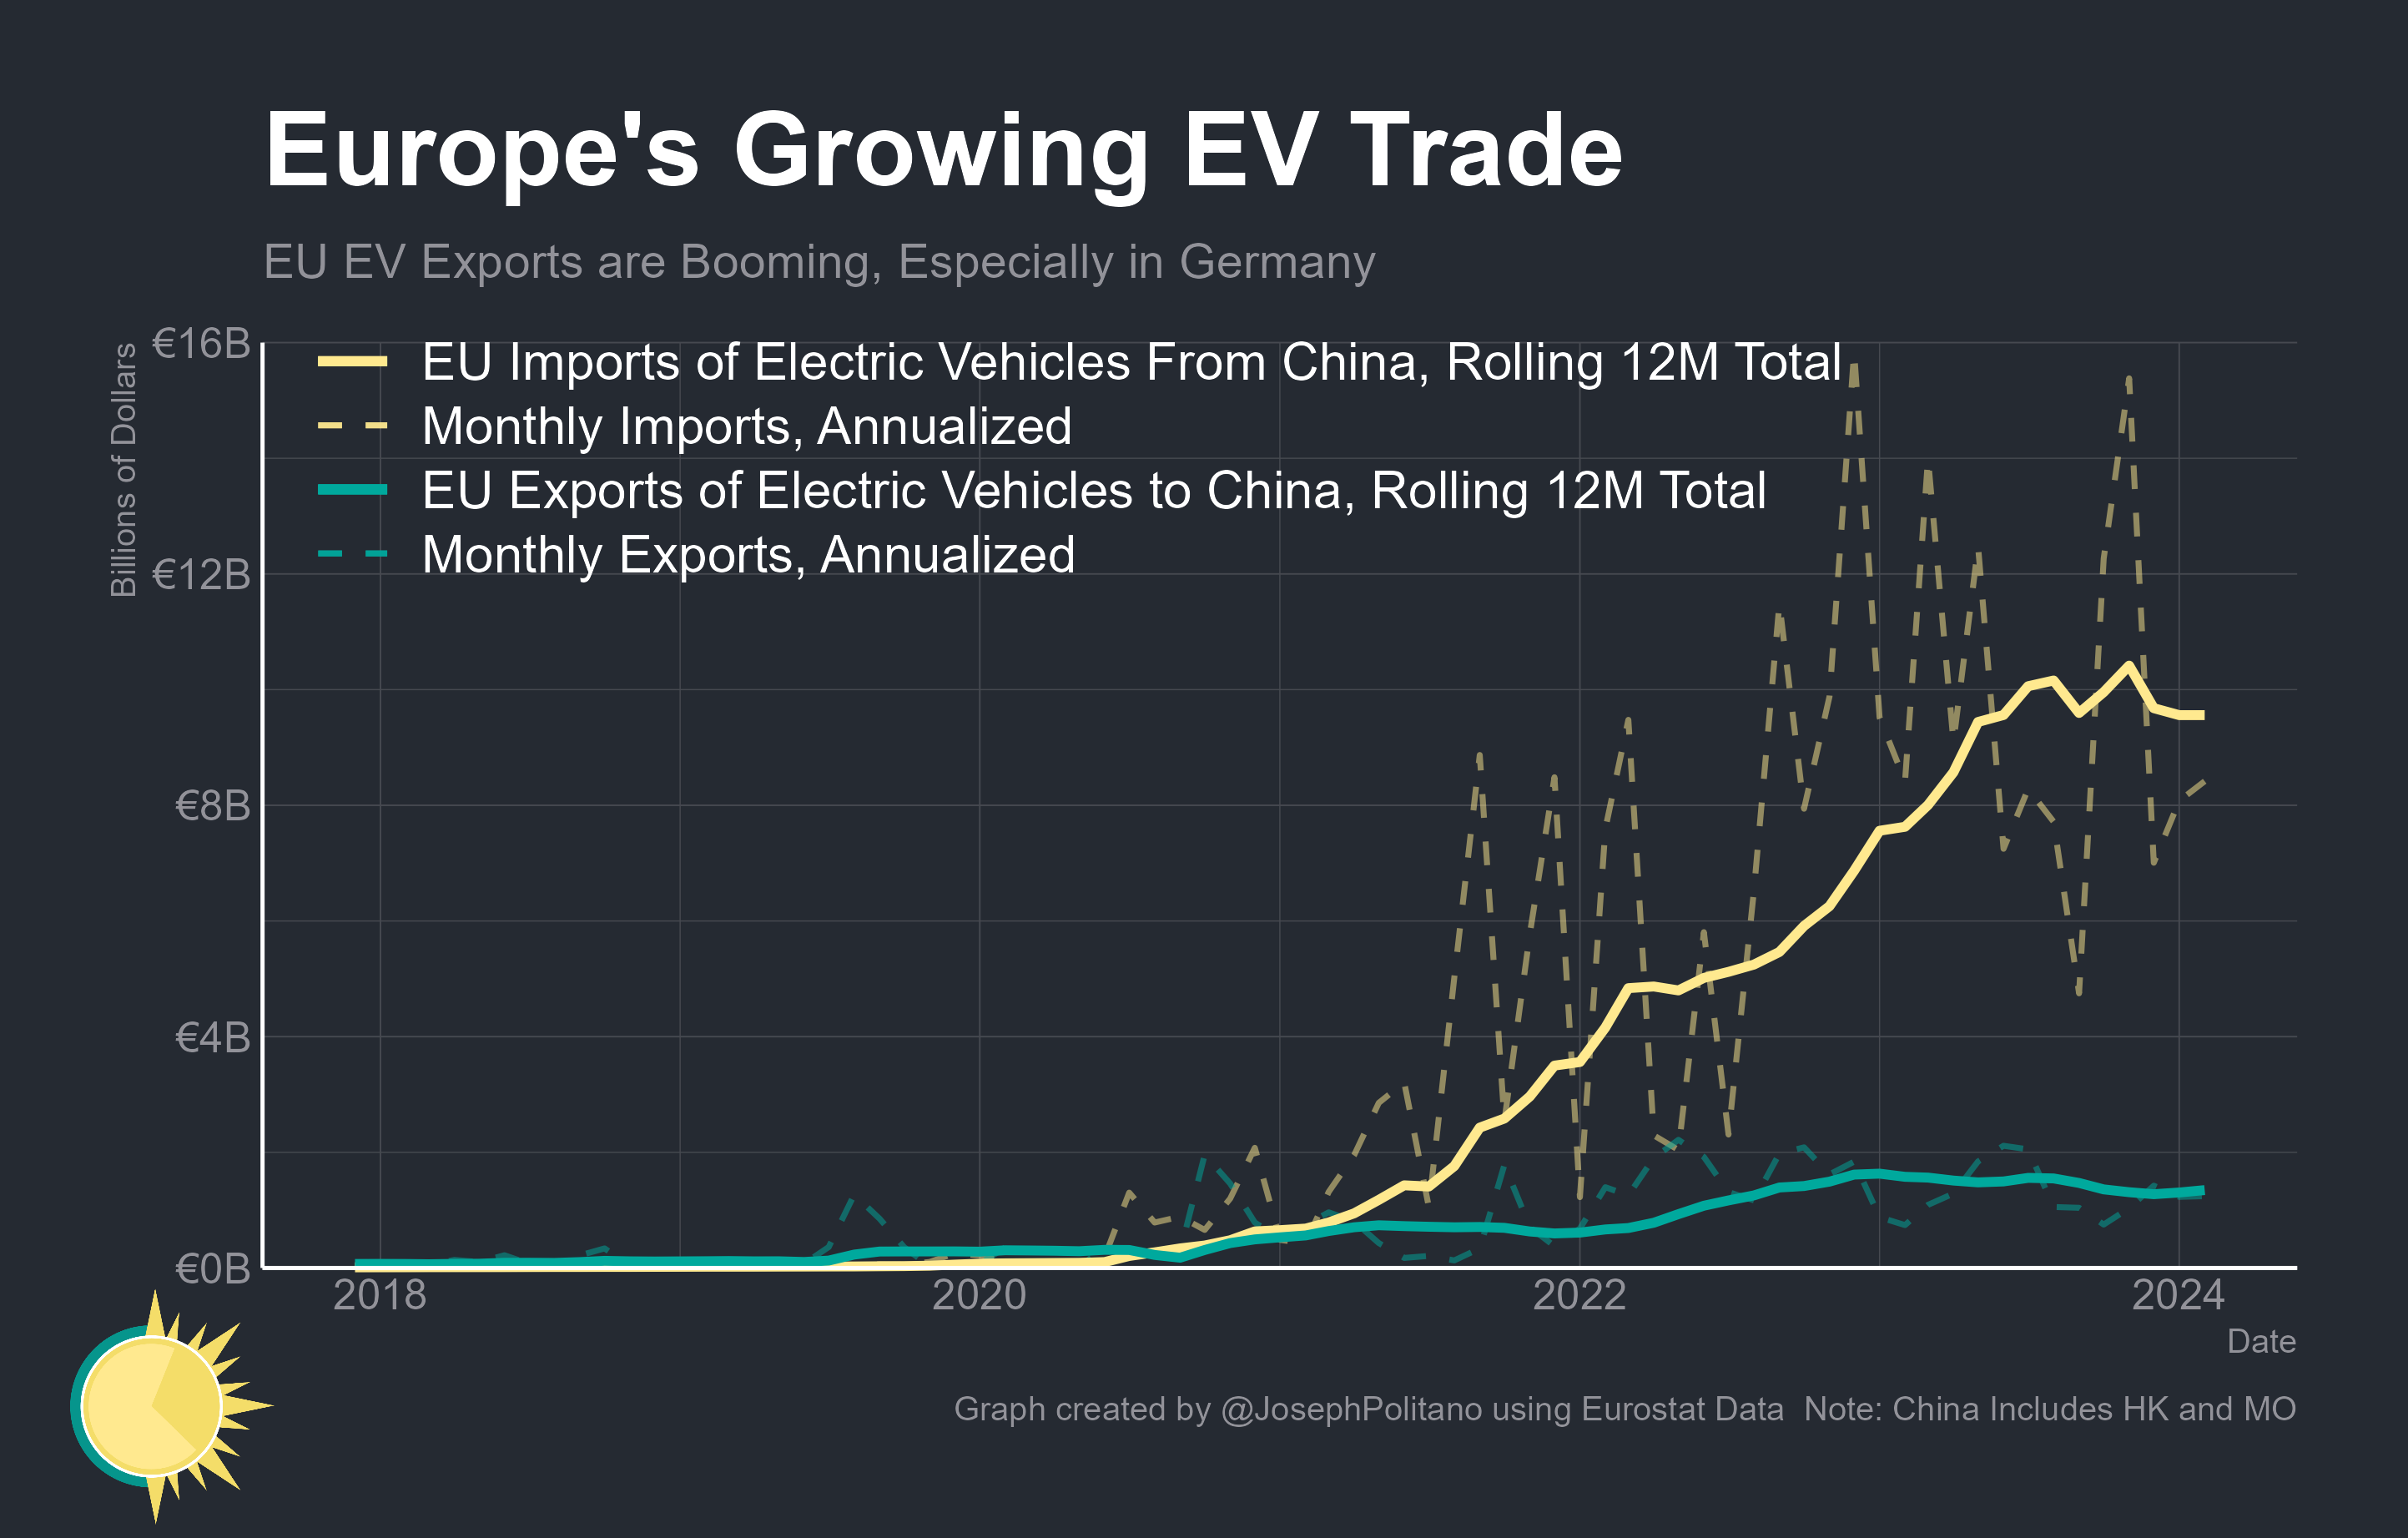 Europe's Growing EV Trade
EU EV Exports are Booming, Especially in Germany
Billions of Dollars
€16B
€12B
€8B
€4B
€0B
EU Imports of Electric Vehicles From China, Rolling 12M Total
Monthly Imports, Annualized
EU Exports of Electric Vehicles to China, Rolling 12M Total
Monthly Exports, Annualized
2018 2020 2022 2024
Date
Graph created by @JosephPolitano using Eurostat Data Note: China Includes HK and MO